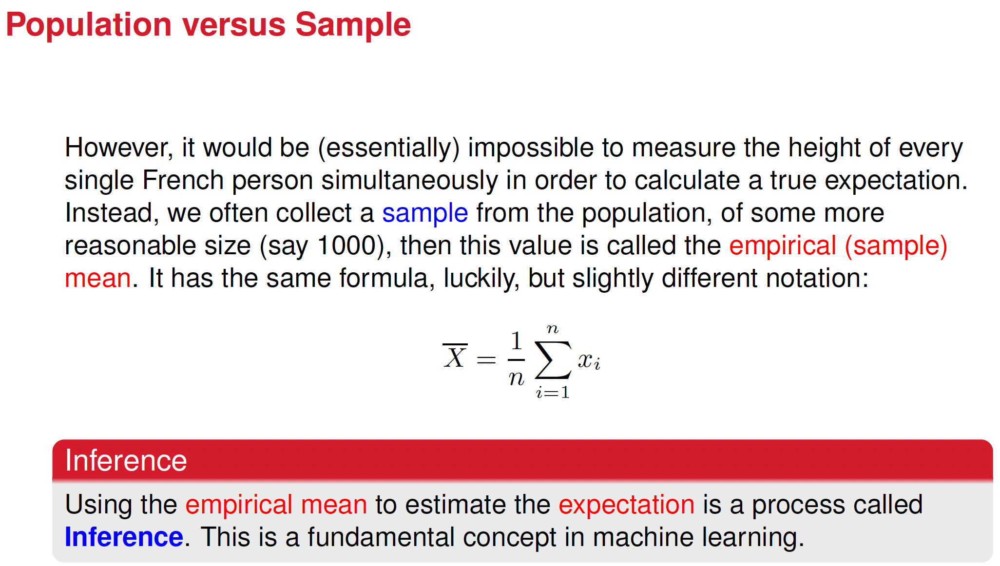 Population versus Sample
However, it would be (essentially) impossible to measure the height of every
single French person simultaneously in order to calculate a true expectation.
Instead, we often collect a sample from the population, of some more
reasonable size (say 1000), then this value is called the empirical (sample)
mean. It has the same formula, luckily, but slightly different notation:
$\overline{X} = \frac{1}{n} \sum_{i=1}^{n} x_i$
Inference
Using the empirical mean to estimate the expectation is a process called
Inference. This is a fundamental concept in machine learning.